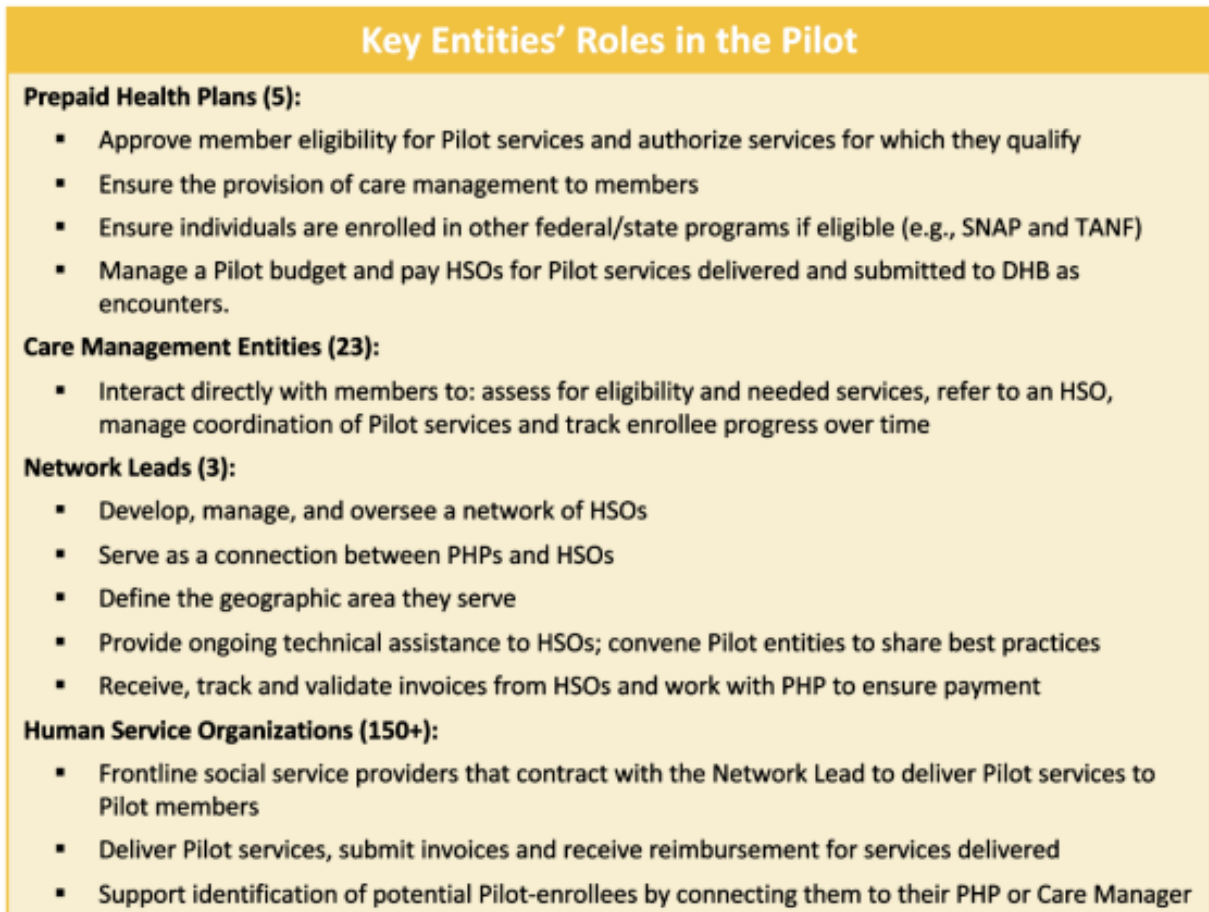 Key Entities' Roles in the Pilot
Prepaid Health Plans (5):
▪ Approve member eligibility for Pilot services and authorize services for which they qualify
▪ Ensure the provision of care management to members
▪ Ensure individuals are enrolled in other federal/state programs if eligible (e.g., SNAP and TANF)
▪ Manage a Pilot budget and pay HSOs for Pilot services delivered and submitted to DHB as
encounters.
Care Management Entities (23):
▪ Interact directly with members to: assess for eligibility and needed services, refer to an HSO,
manage coordination of Pilot services and track enrollee progress over time
Network Leads (3):
▪ Develop, manage, and oversee a network of HSOs
▪ Serve as a connection between PHPs and HSOs
▪ Define the geographic area they serve
▪ Provide ongoing technical assistance to HSOs; convene Pilot entities to share best practices
▪ Receive, track and validate invoices from HSOs and work with PHP to ensure payment
Human Service Organizations (150+):
▪ Frontline social service providers that contract with the Network Lead to deliver Pilot services to
Pilot members
▪ Deliver Pilot services, submit invoices and receive reimbursement for services delivered
▪ Support identification of potential Pilot-enrollees by connecting them to their PHP or Care Manager